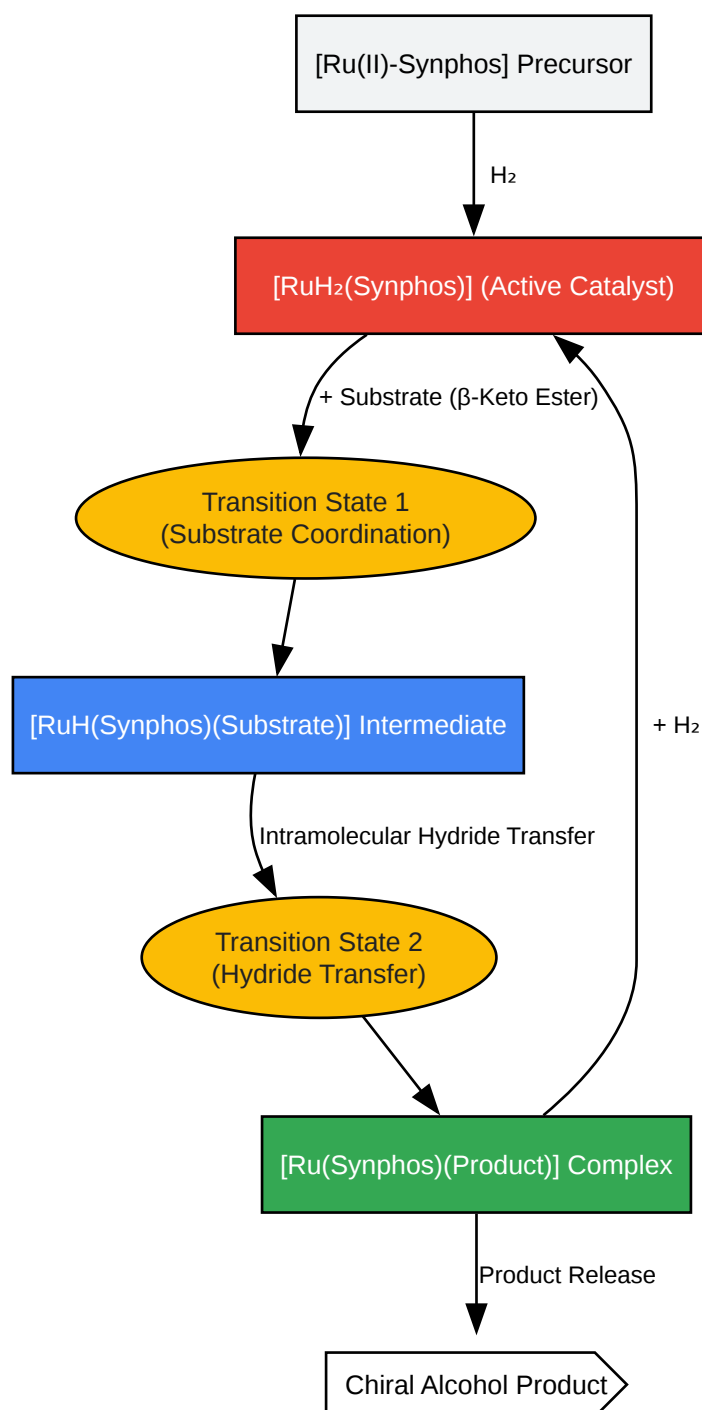 [Ru(II)-Synphos] Precursor
H₂
[RuH₂(Synphos)] (Active Catalyst)
+ Substrate (β-Keto Ester)
Transition State 1
(Substrate Coordination)
[RuH(Synphos)(Substrate)] Intermediate
+ H₂
Intramolecular Hydride Transfer
Transition State 2
(Hydride Transfer)
[Ru(Synphos)(Product)] Complex
Product Release
Chiral Alcohol Product